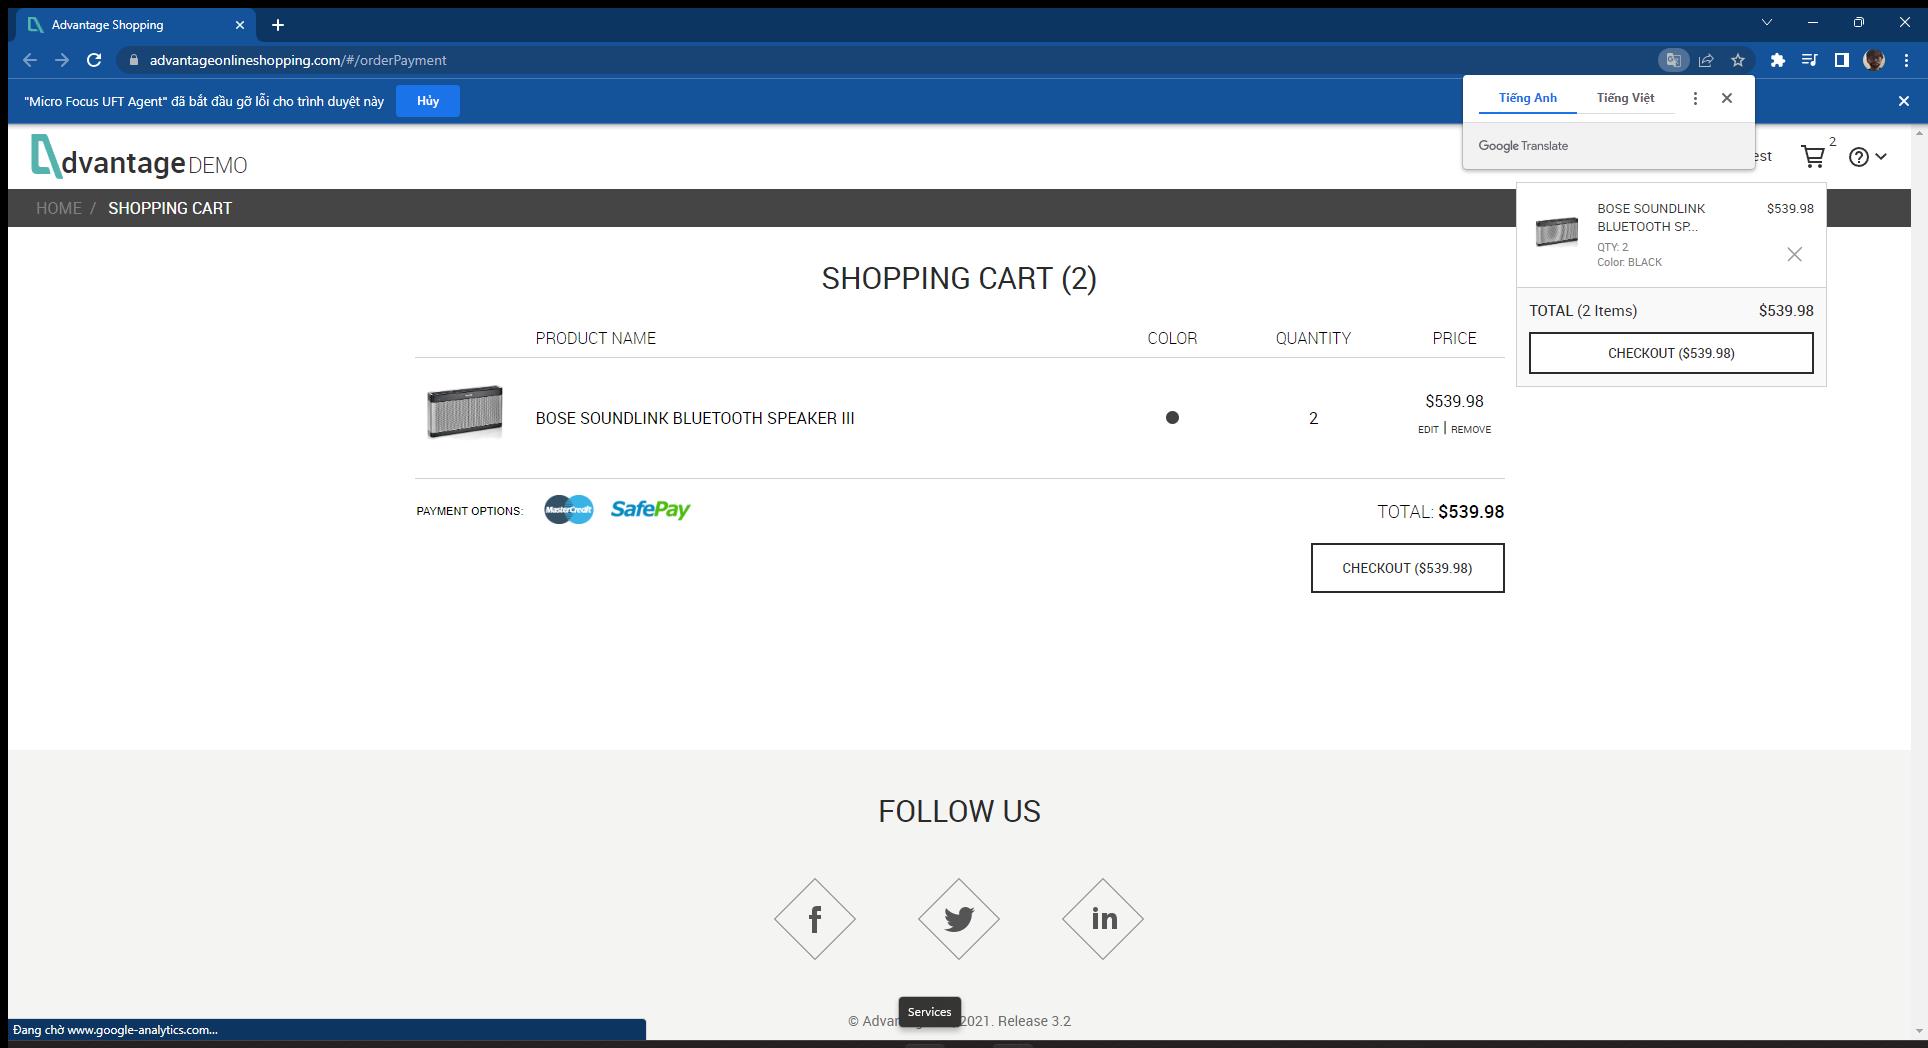 Advantage Shopping
advantageonlineshopping.com/#/orderPayment
"Micro Focus UFT Agent" đã bắt đầu gỡ lỗi cho trình duyệt này
Hủy
Tiếng Anh
Tiếng Việt
Google Translate
dvantage DEMO
est
2
HOME / SHOPPING CART
BOSE SOUNDLINK $539.98
BLUETOOTH SP...
QTY: 2
Color: BLACK
TOTAL (2 Items) $539.98
CHECKOUT ($539.98)
SHOPPING CART (2)
PRODUCT NAME COLOR QUANTITY PRICE
BOSE SOUNDLINK BLUETOOTH SPEAKER III 2 $539.98
EDIT | REMOVE
PAYMENT OPTIONS: MasterCredit SafePay TOTAL: $539.98
CHECKOUT ($539.98)
FOLLOW US
f
in
Services
© Advan 2021. Release 3.2
Đang chờ www.google-analytics.com...